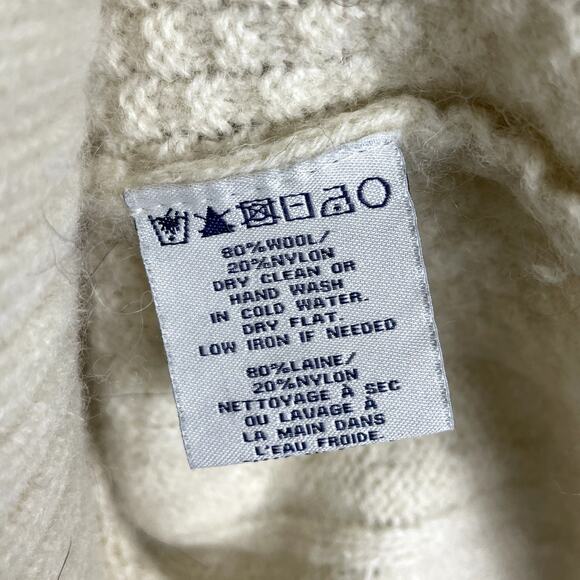 80%WOOL/
20%NYLON
DRY CLEAN OR
HAND WASH
IN COLD WATER.
DRY FLAT.
LOW IRON IF NEEDED
80%LAINE/
20%NYLON
NETTOYAGE À SEC
OU LAVAGE À
LA MAIN DANS
L'EAU FROIDE.